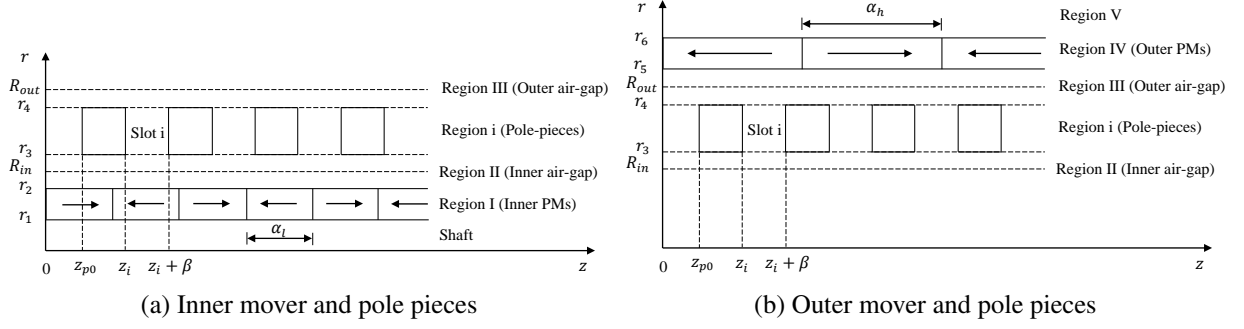 r
R_out
r_4
r_3
R_in
r_2
r_1
0
Region III (Outer air-gap)
Slot i
Region i (Pole-pieces)
Region II (Inner air-gap)
Region I (Inner PMs)
α_l
Shaft
z_p0
z_i
z_i + β
z
(a) Inner mover and pole pieces
r
r_6
r_5
R_out
r_4
r_3
R_in
0
α_h
Region V
Region IV (Outer PMs)
Region III (Outer air-gap)
Slot i
Region i (Pole-pieces)
Region II (Inner air-gap)
z_p0
z_i
z_i + β
z
(b) Outer mover and pole pieces